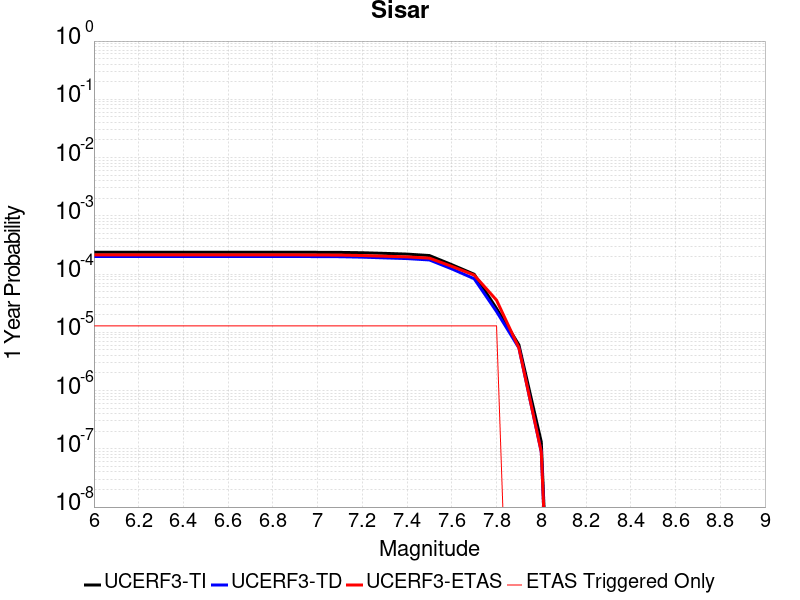 Sisar
10^0
10^-1
10^-2
10^-3
10^-4
10^-5
10^-6
10^-7
10^-8
1 Year Probability
6 6.2 6.4 6.6 6.8 7 7.2 7.4 7.6 7.8 8 8.2 8.4 8.6 8.8 9
Magnitude
UCERF3-TI UCERF3-TD UCERF3-ETAS ETAS Triggered Only